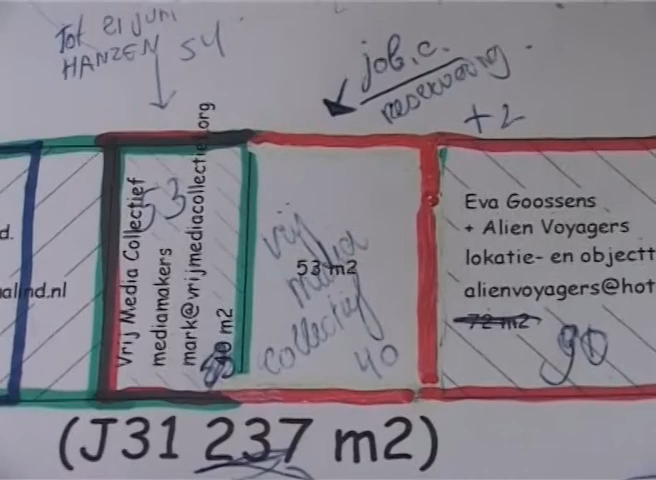 Tot 21 juni
HANZEN 54
job.c.
reservering
+2
d.
alind.nl
Vrij Media Collectief
mediamakers
mark@vrijmediacollectief.org
m2
53
53 m2
vrij
media
collectief
40
Eva Goossens
+ Alien Voyagers
lokatie- en objectt
alienvoyagers@hot
72 m2
90
(J31 237 m2)